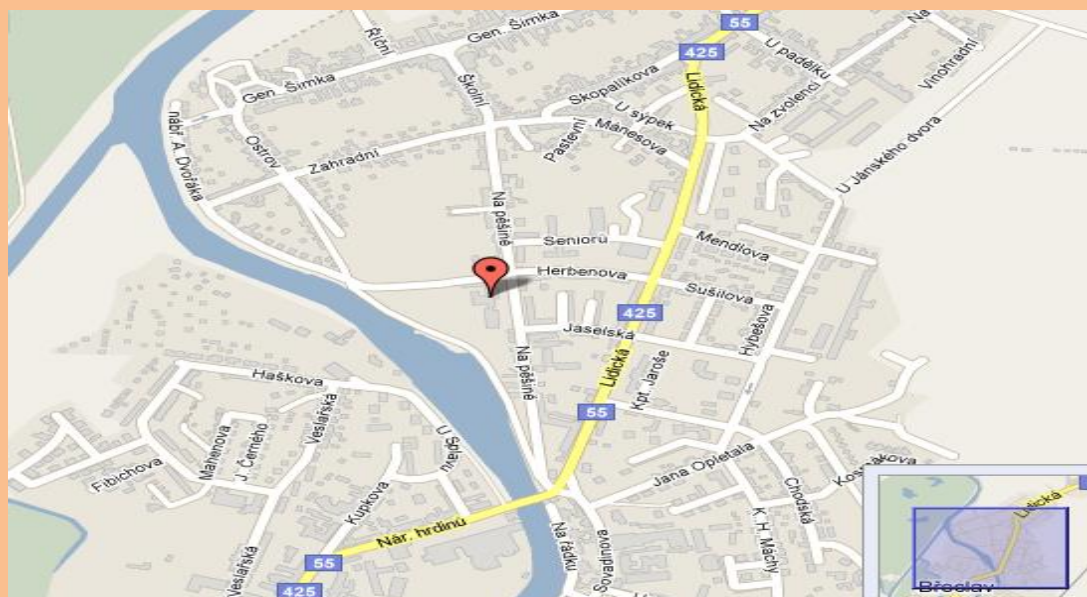 55
Říční
Gen. Šimka
425
U padělku
Na
Vinohradní
Gen. Šimka
Školní
Skopalíkova
Lidická
Na zvolenci
nábř. A. Dvořáka
Ostrov
Zahradní
Pastevní
U sýpek
Mánesova
U Jánského dvora
Na pěšině
Seniorů
Mendlova
Herbenova
Sušilova
425
Jaselská
Hybešova
Na pěšině
Lidická
Kpt. Jaroše
Haškova
55
U Splavu
Veslařská
Mahenova
J. Černého
Fibichova
Kupkova
Jana Opletala
Kosmákova
Chodská
K. H. Máchy
Nár. hrdinů
Na řádku
Sovadinova
55
Veslařská
425
Lidická
Břeclav